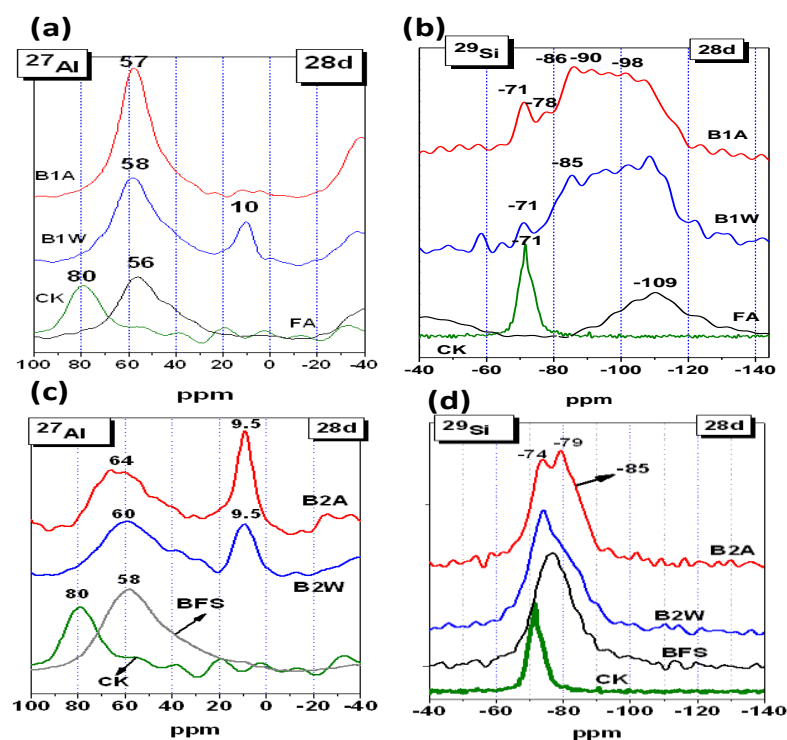 (a)
27Al
57
28d
B1A
58
B1W
10
80
56
CK
FA
100 80 60 40 20 0 -20 -40
ppm
(b)
29Si
-86 -90 -98
28d
-71
-78
B1A
-85
-71
B1W
-71
-109
FA
CK
-40 -60 -80 -100 -120 -140
ppm
(c)
27Al
9.5
28d
64
B2A
60
9.5
B2W
80
58
BFS
CK
100 80 60 40 20 0 -20 -40
ppm
(d)
29Si
-74 -79
28d
-85
B2A
B2W
BFS
CK
-40 -60 -80 -100 -120 -140
ppm